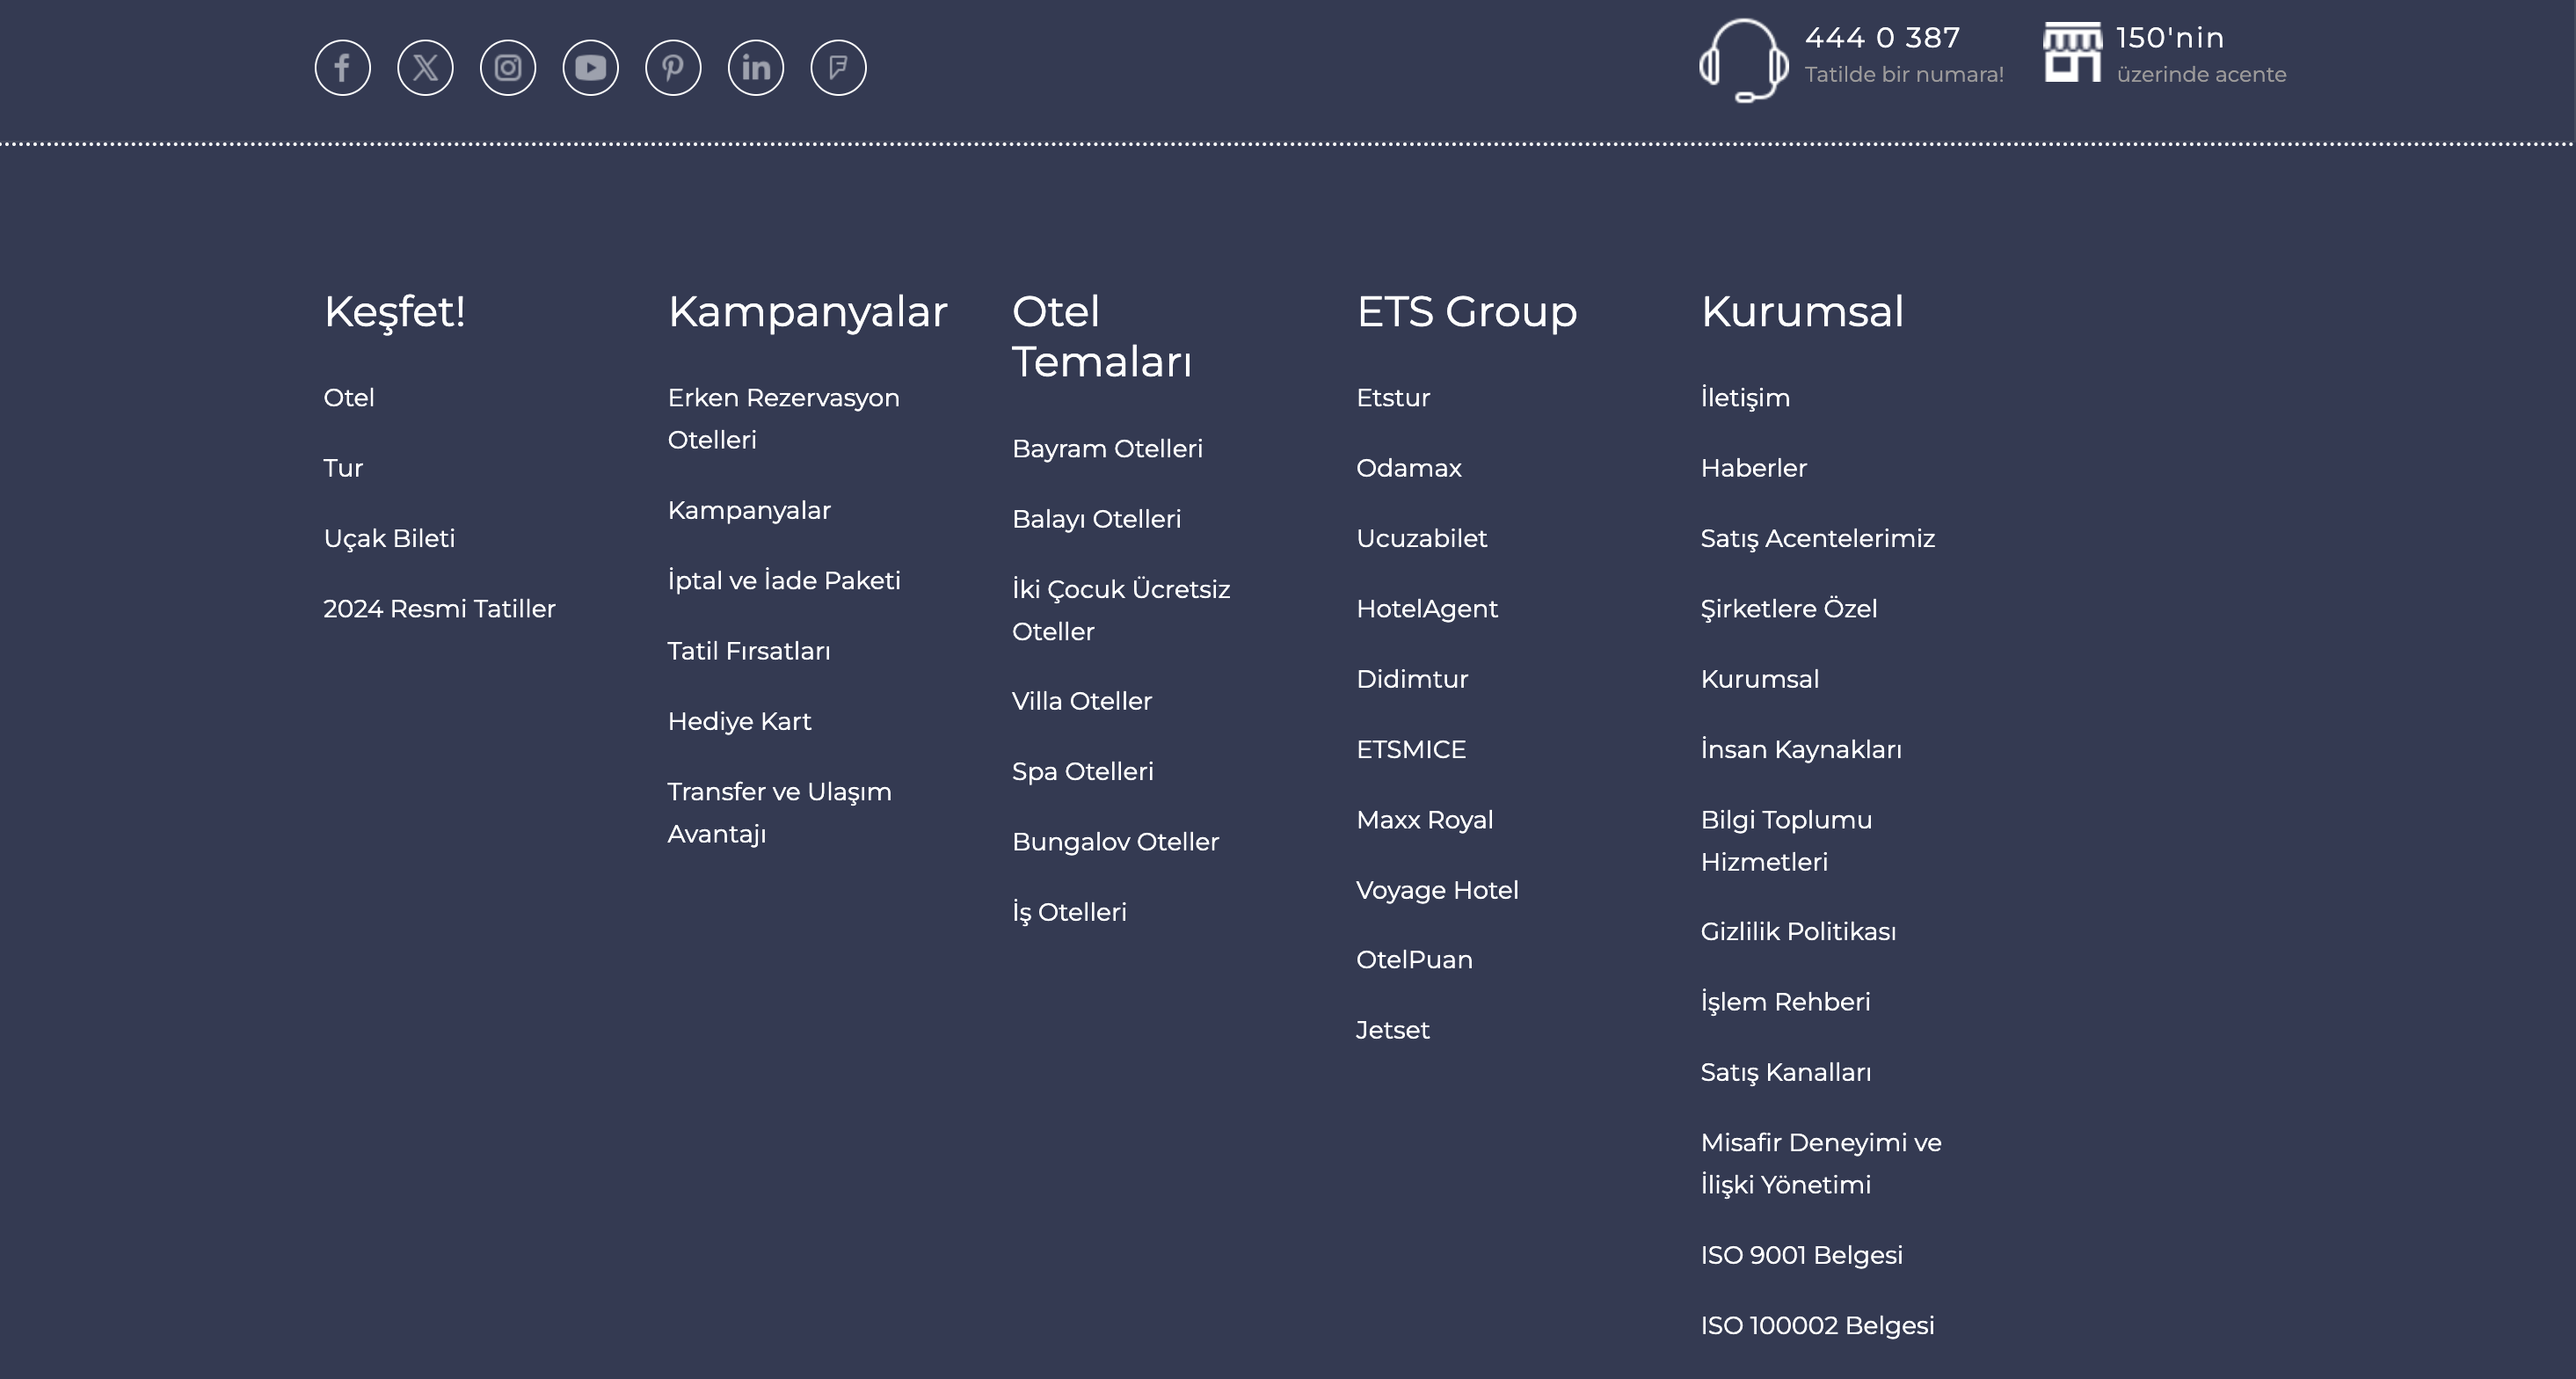 444 0 387
Tatilde bir numara!
150'nin
üzerinde acente
Keşfet!
Otel
Tur
Uçak Bileti
2024 Resmi Tatiller
Kampanyalar
Erken Rezervasyon
Otelleri
Kampanyalar
İptal ve İade Paketi
Tatil Fırsatları
Hediye Kart
Transfer ve Ulaşım
Avantajı
Otel
Temaları
Bayram Otelleri
Balayı Otelleri
İki Çocuk Ücretsiz
Oteller
Villa Oteller
Spa Otelleri
Bungalov Oteller
İş Otelleri
ETS Group
Etstur
Odamax
Ucuzabilet
HotelAgent
Didimtur
ETSMICE
Maxx Royal
Voyage Hotel
OtelPuan
Jetset
Kurumsal
İletişim
Haberler
Satış Acentelerimiz
Şirketlere Özel
Kurumsal
İnsan Kaynakları
Bilgi Toplumu
Hizmetleri
Gizlilik Politikası
İşlem Rehberi
Satış Kanalları
Misafir Deneyimi ve
İlişki Yönetimi
ISO 9001 Belgesi
ISO 100002 Belgesi